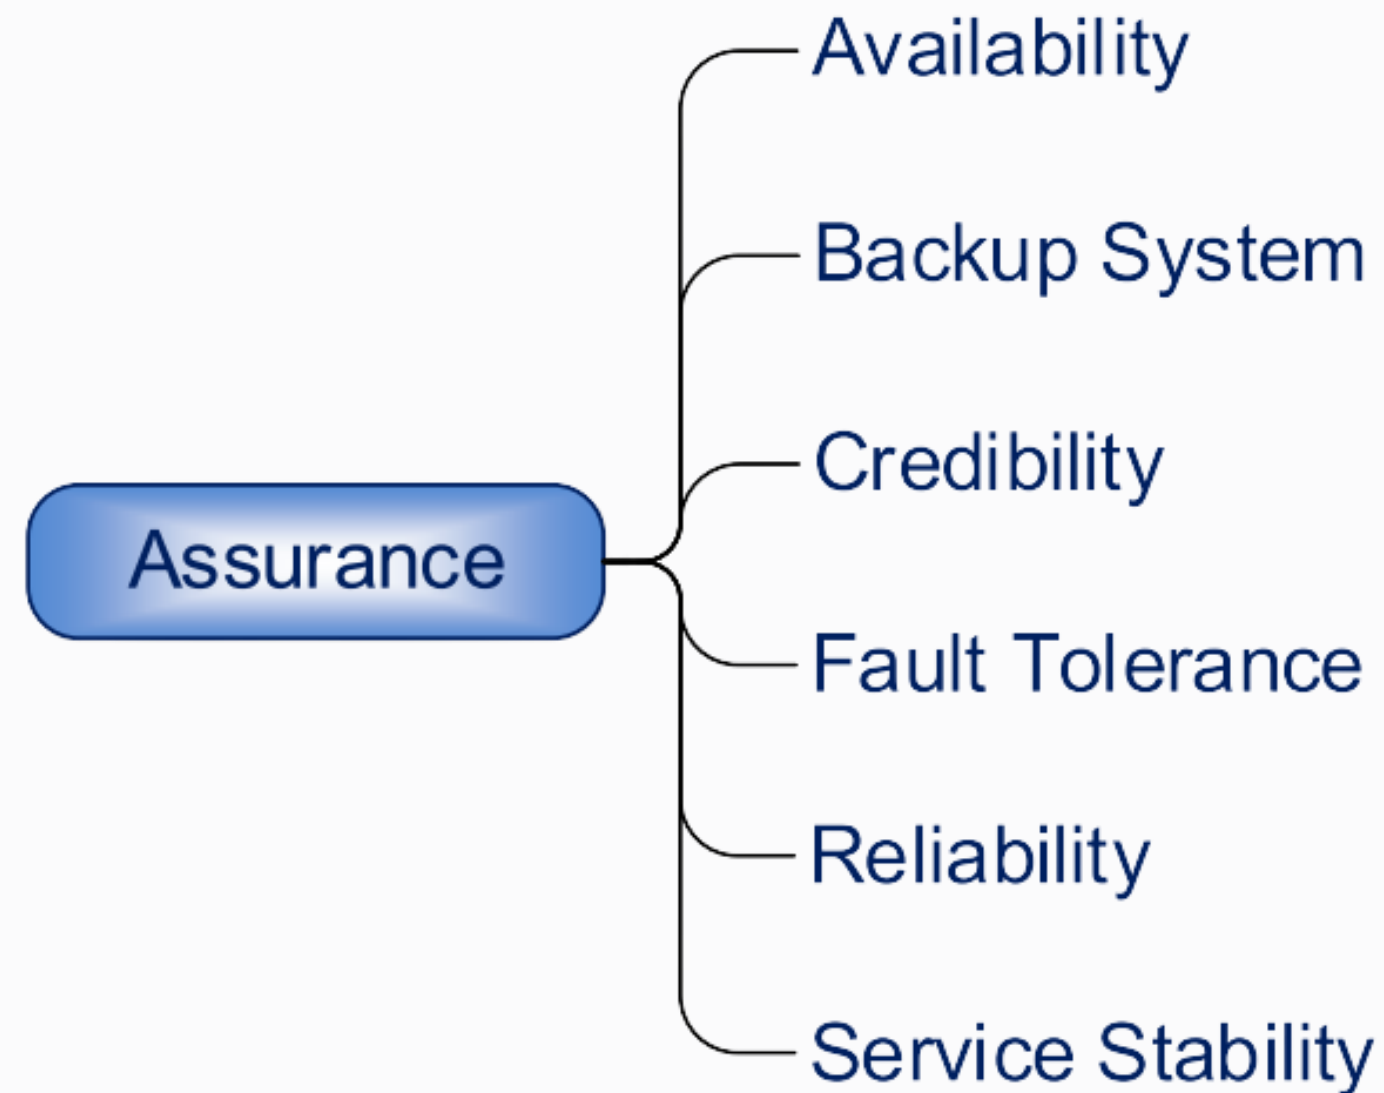 Availability
Backup System
Credibility
Assurance
Fault Tolerance
Reliability
Service Stability